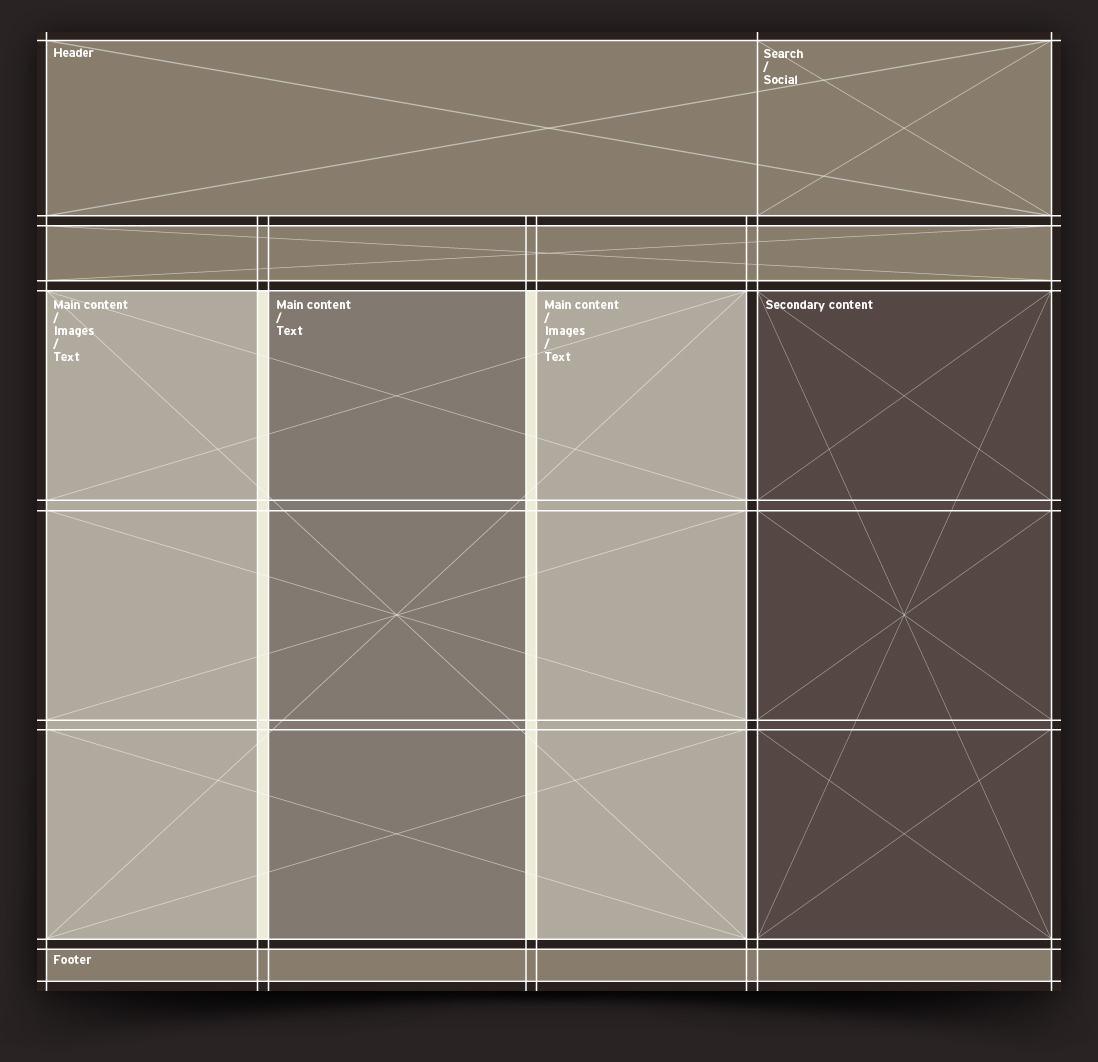 Header
Search
/
Social
Main content
/
Images
/
Text
Main content
/
Text
Main content
/
Images
/
Text
Secondary content
Footer